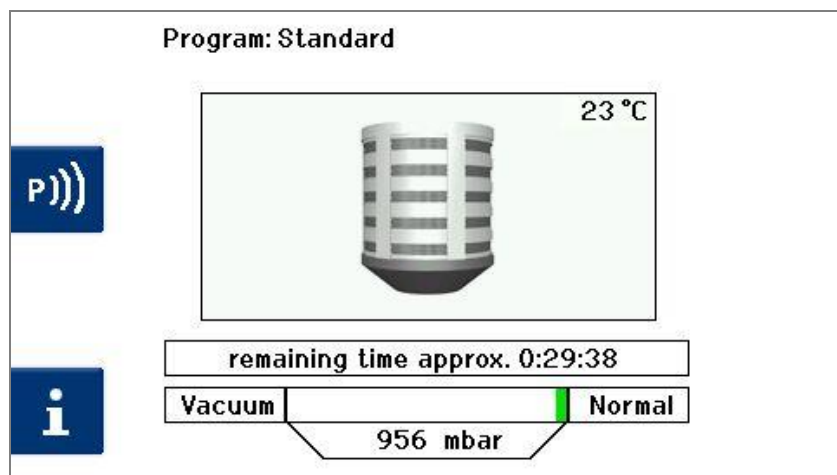 Program: Standard
23 °C
P)))
remaining time approx. 0:29:38
Vacuum Normal
956 mbar
i